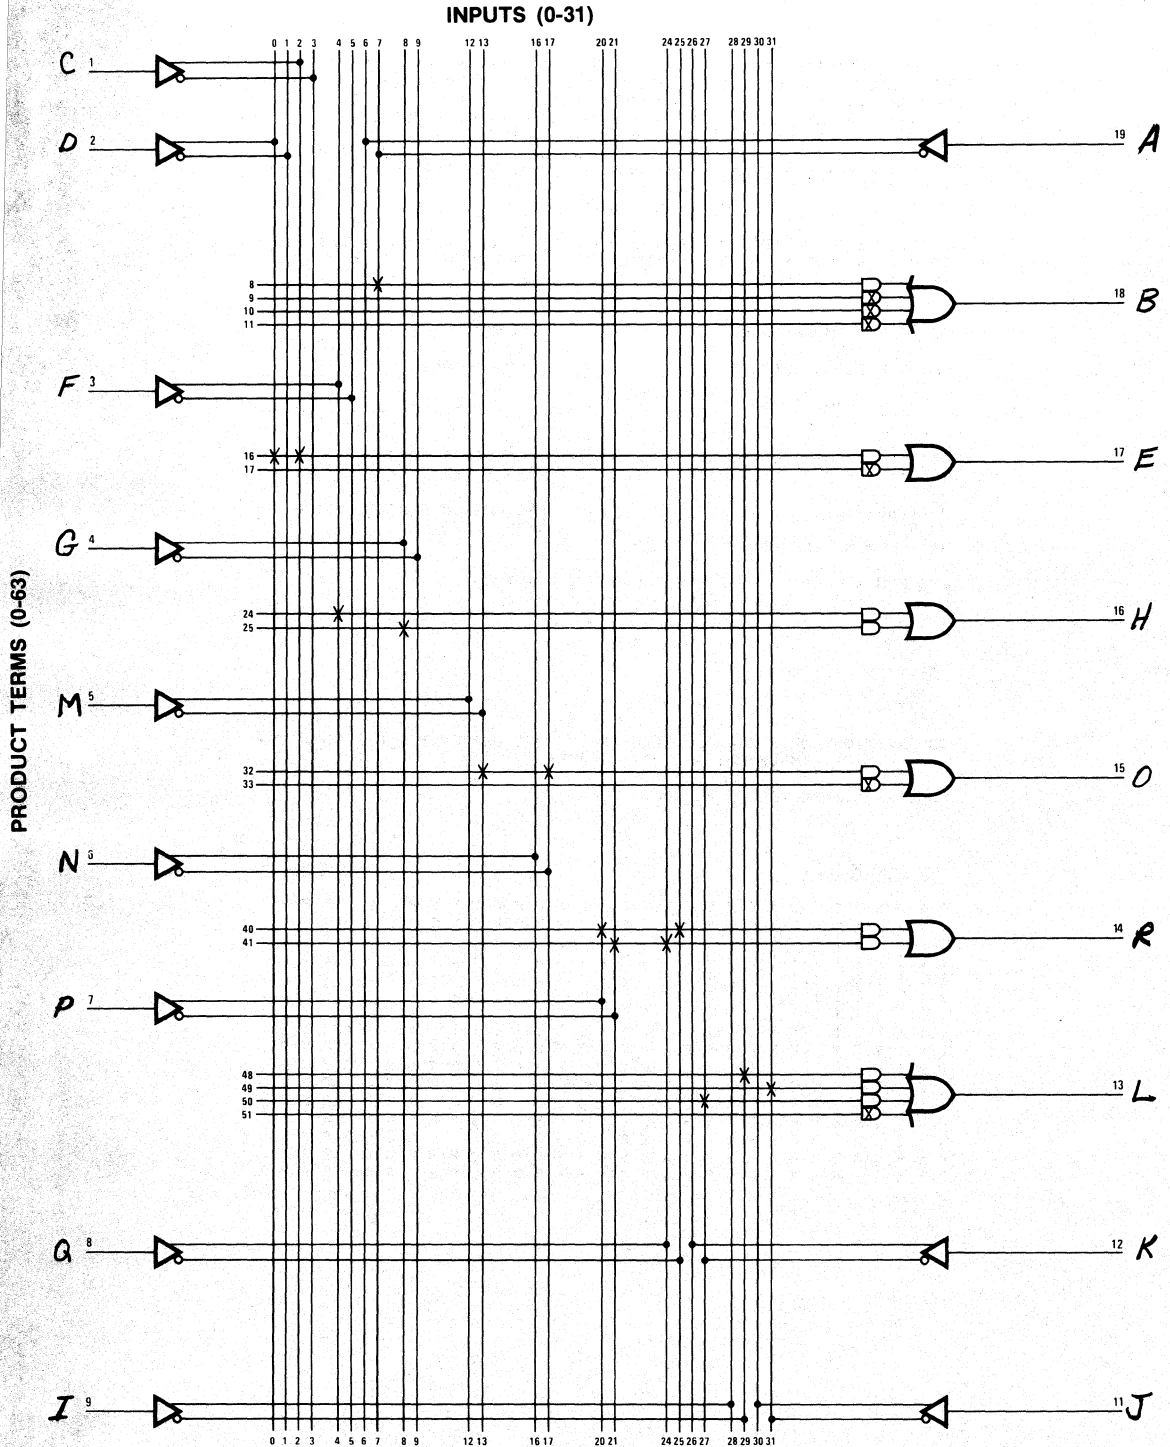 INPUTS (0-31)
0 1 2 3 4 5 6 7 8 9 12 13 16 17 20 21 24 25 26 27 28 29 30 31
C 1
D 2
19 A
8
9
10
11
18 B
F 3
16
17
17 E
G 4
24
25
16 H
PRODUCT TERMS (0-63)
M 5
32
33
15 O
N 6
40
41
14 R
P 7
48
49
50
51
13 L
Q 8
12 K
I 9
11 J
0 1 2 3 4 5 6 7 8 9 12 13 16 17 20 21 24 25 26 27 28 29 30 31